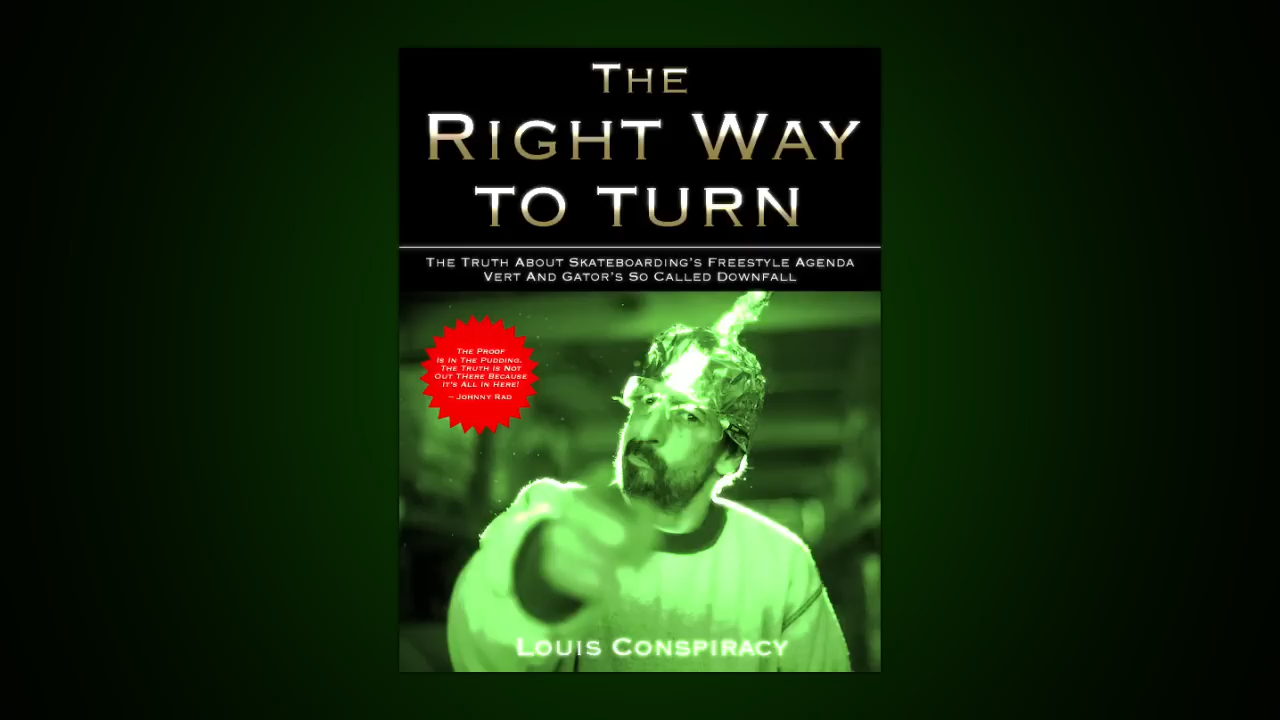 The
Right Way
to turn
The Truth About Skateboarding's Freestyle Agenda
Vert And Gator's So Called Downfall
The Proof
is in The Pudding.
The Truth is Not
Out There Because
it's All in Here!
– Johnny Rad
Louis Conspiracy